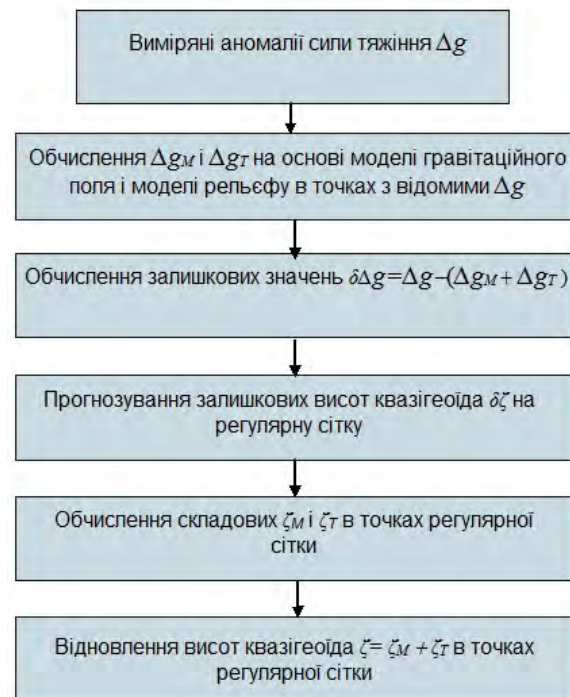 Виміряні аномалії сили тяжіння Δg
Обчислення Δg_M і Δg_T на основі моделі гравітаційного
поля і моделі рельєфу в точках з відомими Δg
Обчислення залишкових значень δΔg=Δg−(Δg_M+Δg_T)
Прогнозування залишкових висот квазігеоїда δζ на
регулярну сітку
Обчислення складових ζ_M і ζ_T в точках регулярної
сітки
Відновлення висот квазігеоїда ζ= ζ_M + ζ_T в точках
регулярної сітки